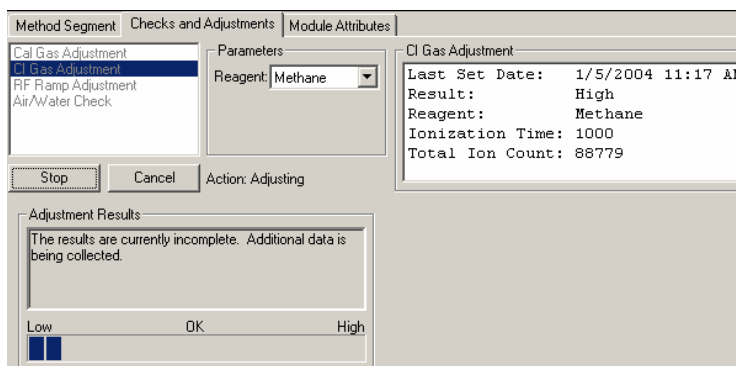 Method Segment Checks and Adjustments Module Attributes
Cal Gas Adjustment
CI Gas Adjustment
RF Ramp Adjustment
Air/Water Check
Parameters
Reagent: Methane
CI Gas Adjustment
Last Set Date: 1/5/2004 11:17 AM
Result: High
Reagent: Methane
Ionization Time: 1000
Total Ion Count: 88779
Stop Cancel Action: Adjusting
Adjustment Results
The results are currently incomplete. Additional data is
being collected.
Low OK High